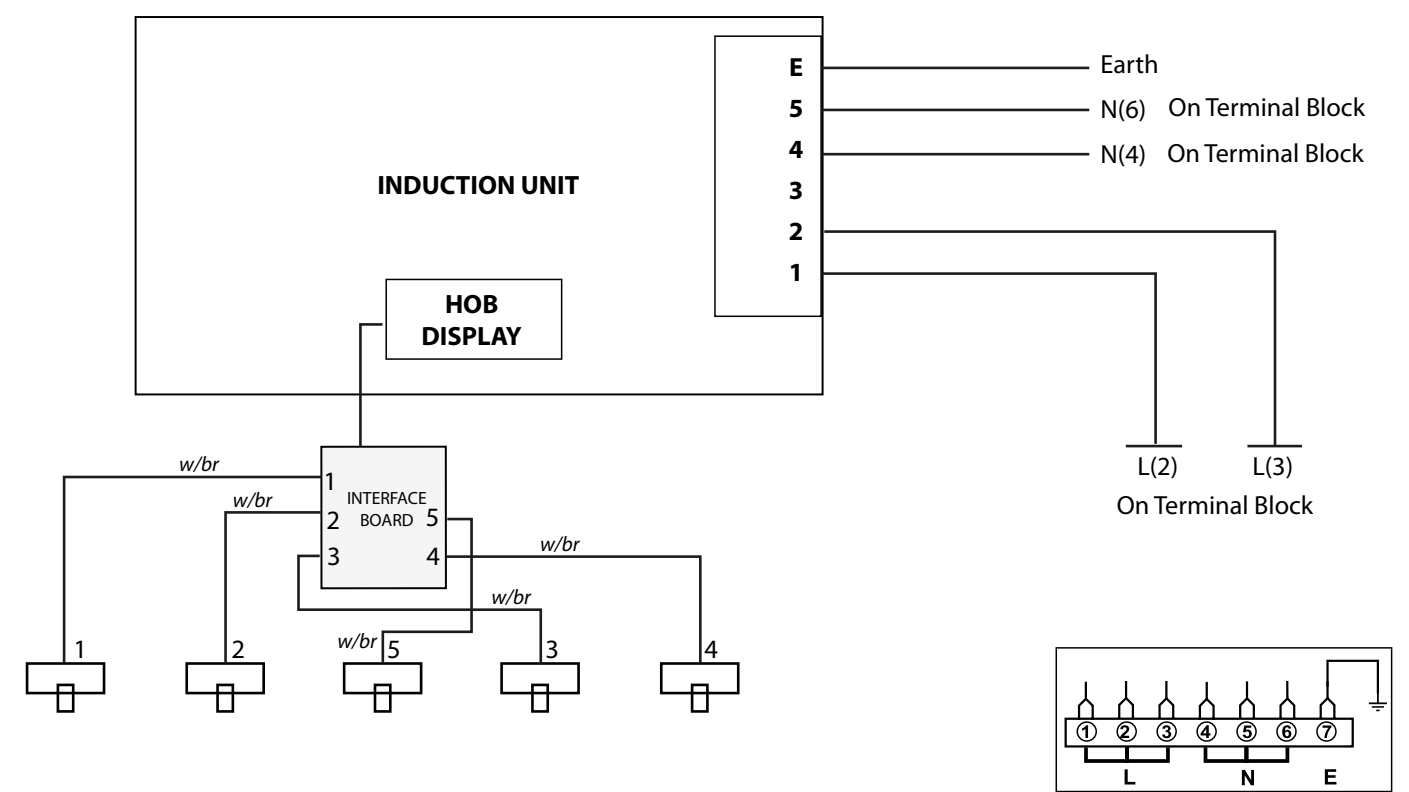 E Earth
5 N(6) On Terminal Block
4 N(4) On Terminal Block
INDUCTION UNIT
3
2
1
HOB
DISPLAY
L(2) L(3)
On Terminal Block
w/br
w/br
1
INTERFACE
2 BOARD 5
3 4
w/br
w/br
w/br
1 2 5 3 4
1 2 3 4 5 6 7
L N E